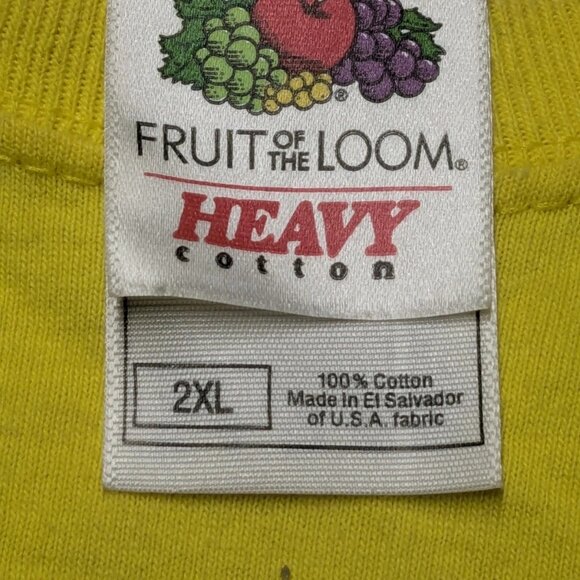 FRUIT OF THE LOOM®
HEAVY
cotton
2XL
100% Cotton
Made in El Salvador
of U.S.A. fabric